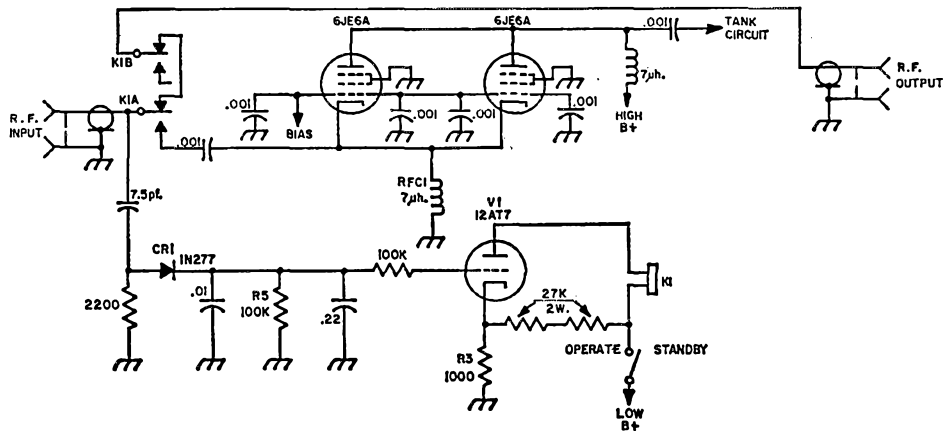 6JE6A
6JE6A
.001
TANK
CIRCUIT
K1B
7µh.
HIGH
B+
R.F.
OUTPUT
K1A
R.F.
INPUT
.001
BIAS
.001
.001
.001
.001
RFC1
7µh.
7.5pf.
V1
12AT7
CR1
1N277
100K
K1
2200
.01
R5
100K
.22
27K
2W.
OPERATE
STANDBY
R3
1000
LOW
B+